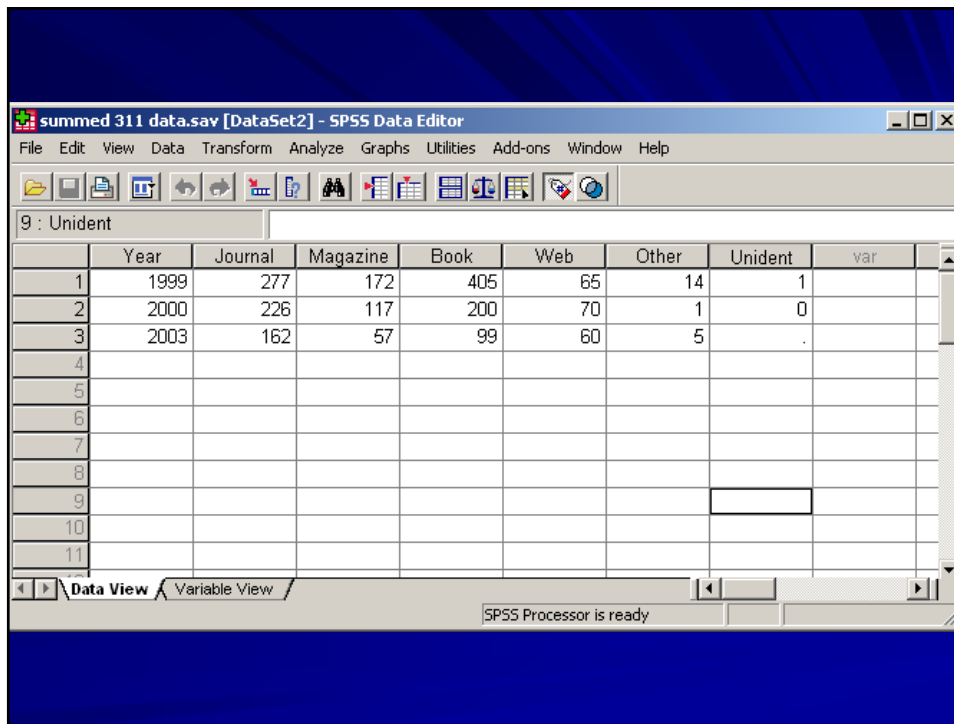 summed 311 data.sav [DataSet2] - SPSS Data Editor
File Edit View Data Transform Analyze Graphs Utilities Add-ons Window Help
9 : Unident
Year Journal Magazine Book Web Other Unident var
1 1999 277 172 405 65 14 1
2 2000 226 117 200 70 1 0
3 2003 162 57 99 60 5 .
4
5
6
7
8
9
10
11
Data View Variable View
SPSS Processor is ready